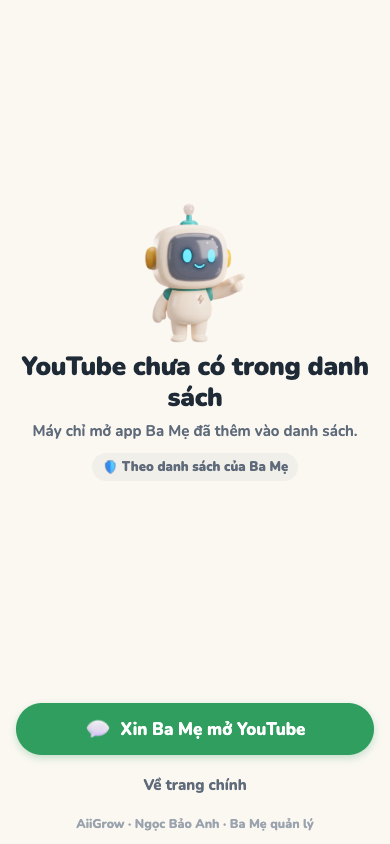 YouTube chưa có trong danh
sách
Máy chỉ mở app Ba Mẹ đã thêm vào danh sách.
Theo danh sách của Ba Mẹ
Xin Ba Mẹ mở YouTube
Về trang chính
AiiGrow · Ngọc Bảo Anh · Ba Mẹ quản lý